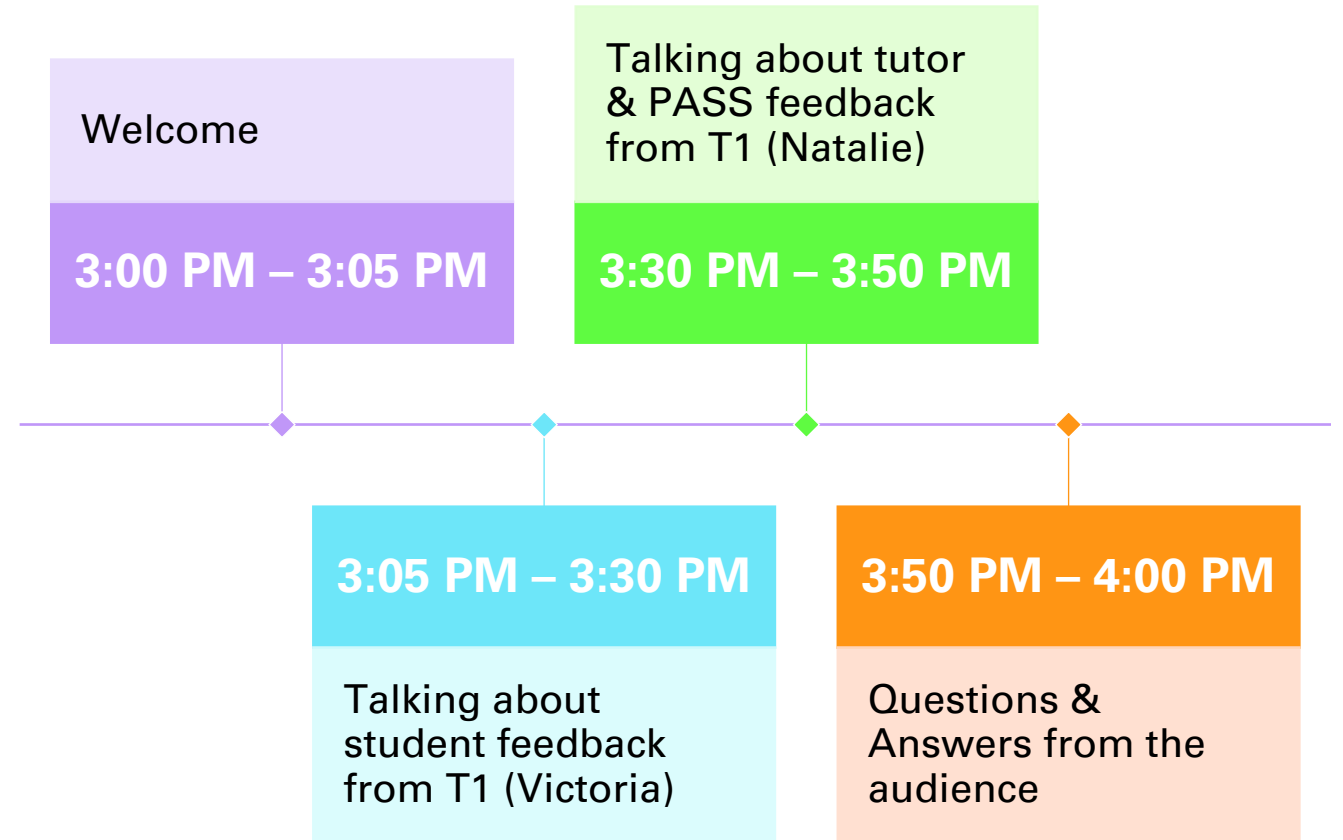 Welcome
3:00 PM – 3:05 PM
3:05 PM – 3:30 PM
Talking about
student feedback
from T1 (Victoria)
Talking about tutor
& PASS feedback
from T1 (Natalie)
3:30 PM – 3:50 PM
3:50 PM – 4:00 PM
Questions &
Answers from the
audience